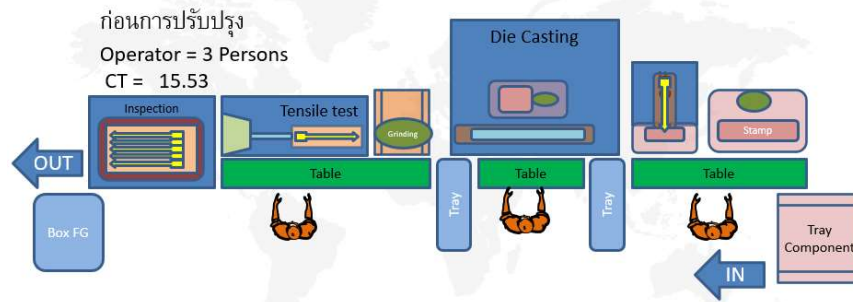 ก่อนการปรับปรุง
Operator = 3 Persons
CT = 15.53
Die Casting
Inspection
Tensile test
Grinding
Stamp
OUT
Table
Table
Table
Tray
Tray
Box FG
Tray
Component
IN